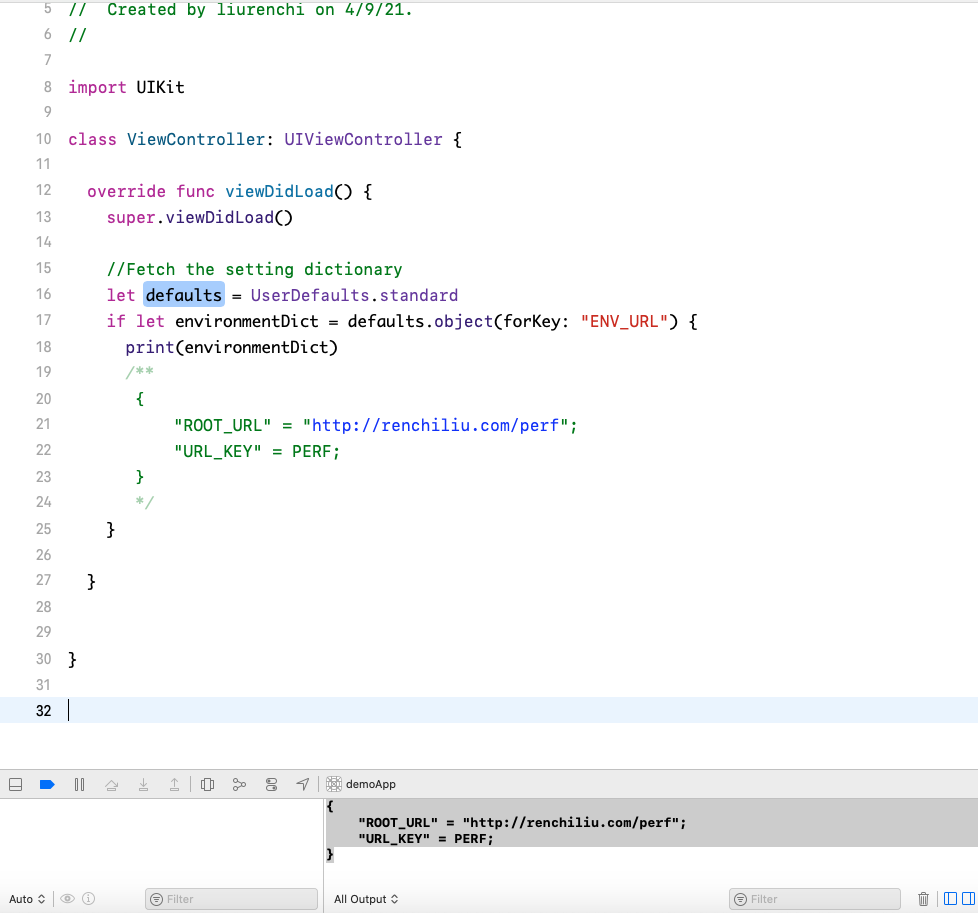 5 //  Created by liurenchi on 4/9/21.
6 //
7
8 import UIKit
9
10 class ViewController: UIViewController {
11
12   override func viewDidLoad() {
13     super.viewDidLoad()
14
15     //Fetch the setting dictionary
16     let defaults = UserDefaults.standard
17     if let environmentDict = defaults.object(forKey: "ENV_URL") {
18       print(environmentDict)
19       /**
20        {
21            "ROOT_URL" = "http://renchiliu.com/perf";
22            "URL_KEY" = PERF;
23        }
24        */
25     }
26
27   }
28
29
30 }
31
32
demoApp
{
    "ROOT_URL" = "http://renchiliu.com/perf";
    "URL_KEY" = PERF;
}
Auto Filter All Output Filter